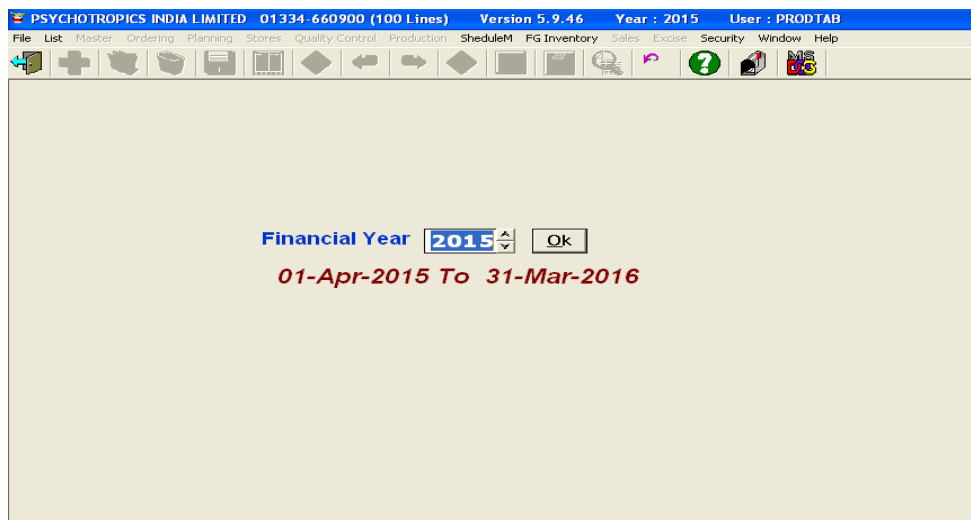 PSYCHOTROPICS INDIA LIMITED 01334-660900 (100 Lines) Version 5.9.46 Year : 2015 User : PRODTAB
File List Master Ordering Planning Stores Quality Control Production SheduleM FG Inventory Sales Excise Security Window Help
Financial Year 2015 Ok
01-Apr-2015 To 31-Mar-2016